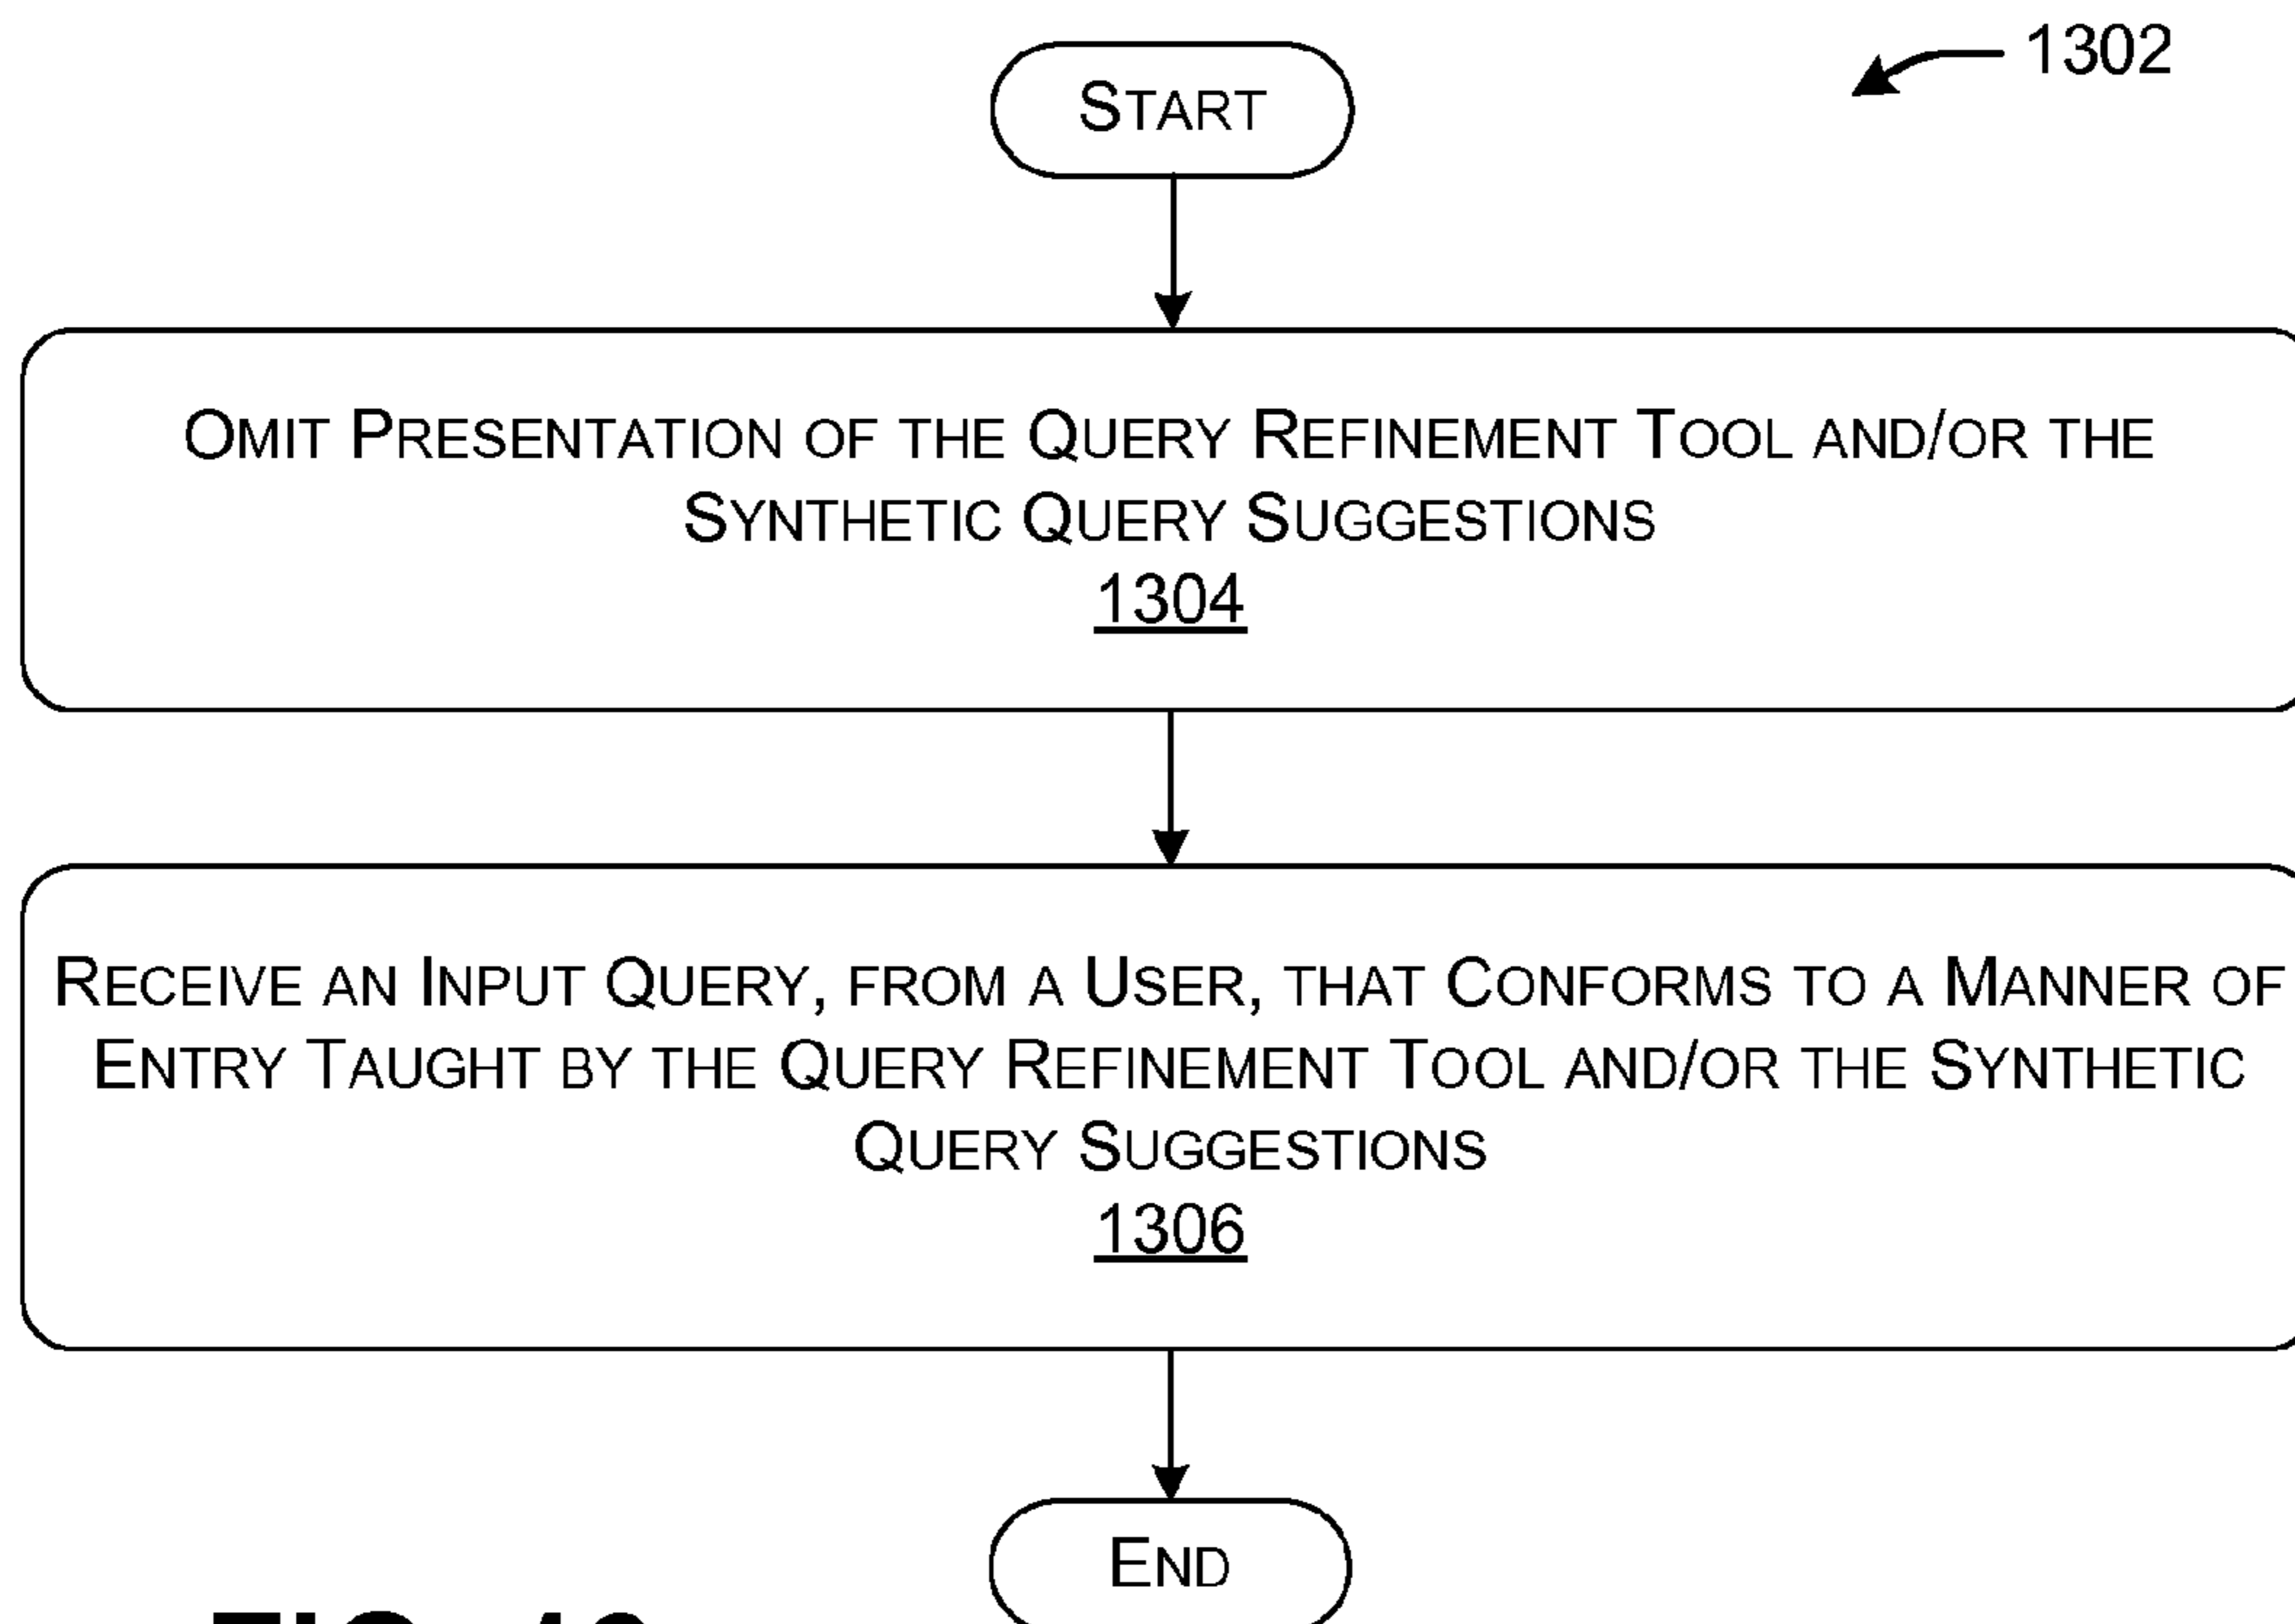 1302
START
OMIT PRESENTATION OF THE QUERY REFINEMENT TOOL AND/OR THE
SYNTHETIC QUERY SUGGESTIONS
1304
RECEIVE AN INPUT QUERY, FROM A USER, THAT CONFORMS TO A MANNER OF
ENTRY TAUGHT BY THE QUERY REFINEMENT TOOL AND/OR THE SYNTHETIC
QUERY SUGGESTIONS
1306
END